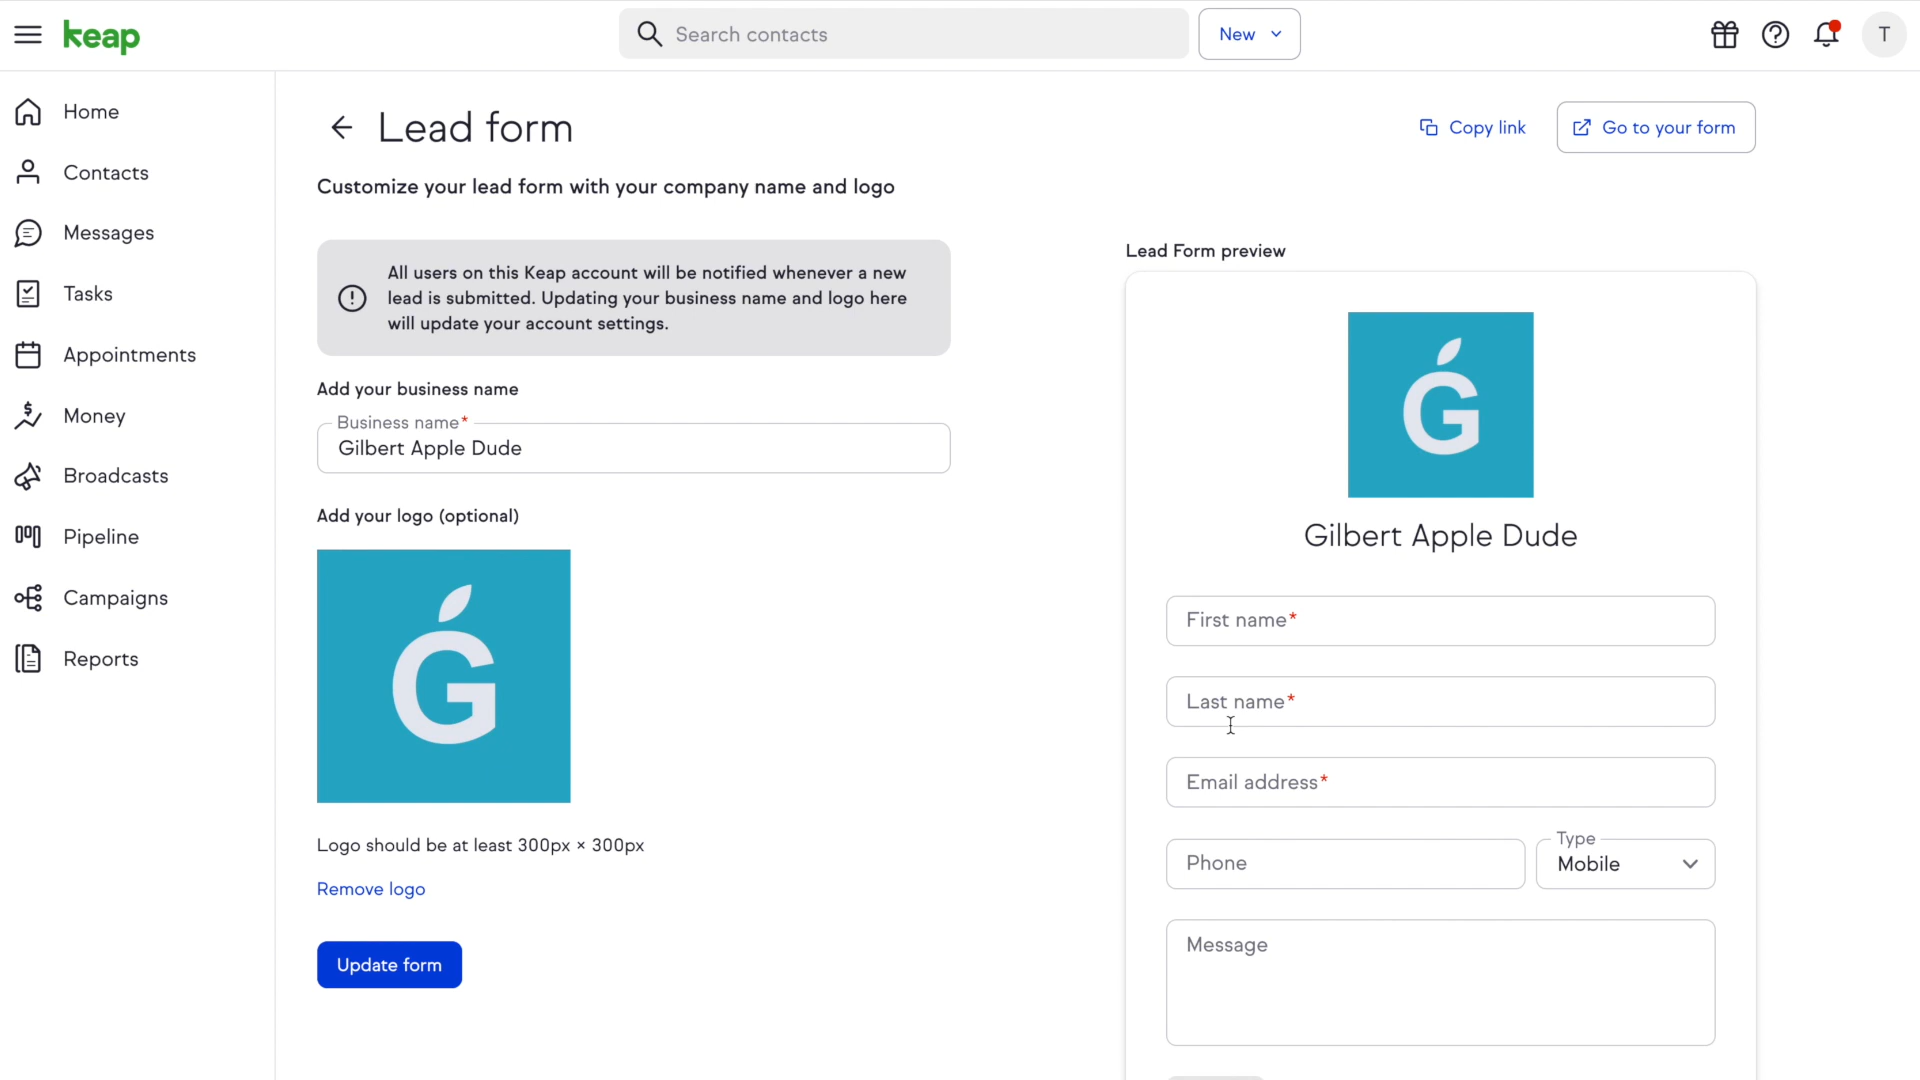 keap
Search contacts
New
T
Home
Contacts
Messages
Tasks
Appointments
Money
Broadcasts
Pipeline
Campaigns
Reports
Lead form
Copy link
Go to your form
Customize your lead form with your company name and logo
All users on this Keap account will be notified whenever a new
lead is submitted. Updating your business name and logo here
will update your account settings.
Add your business name
Business name*
Gilbert Apple Dude
Add your logo (optional)
G
Logo should be at least 300px × 300px
Remove logo
Update form
Lead Form preview
G
Gilbert Apple Dude
First name*
Last name*
Email address*
Phone
Type
Mobile
Message